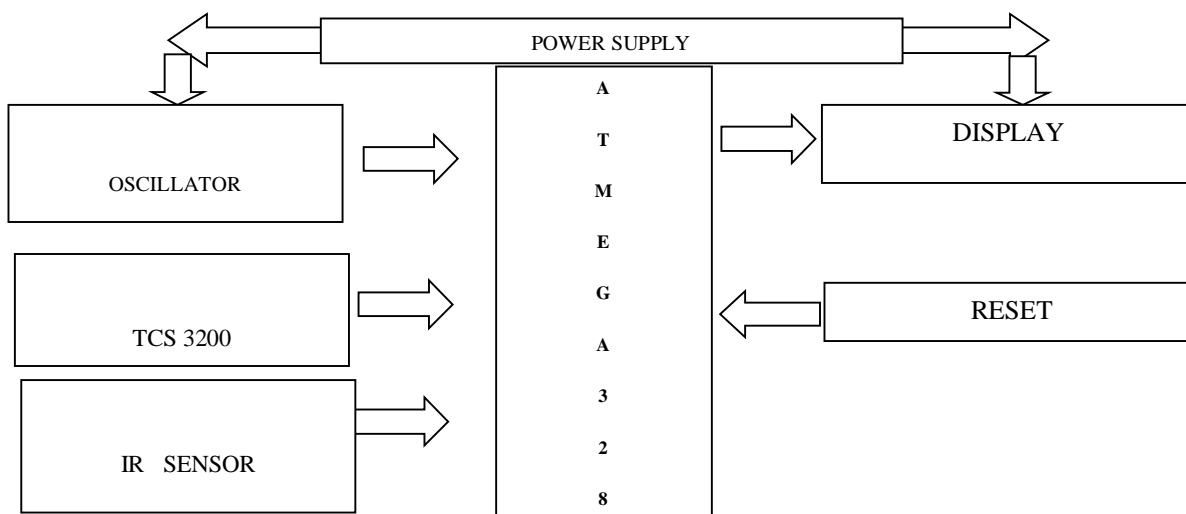 POWER SUPPLY
A
T
M
E
G
A
3
2
8
OSCILLATOR
TCS 3200
IR SENSOR
DISPLAY
RESET